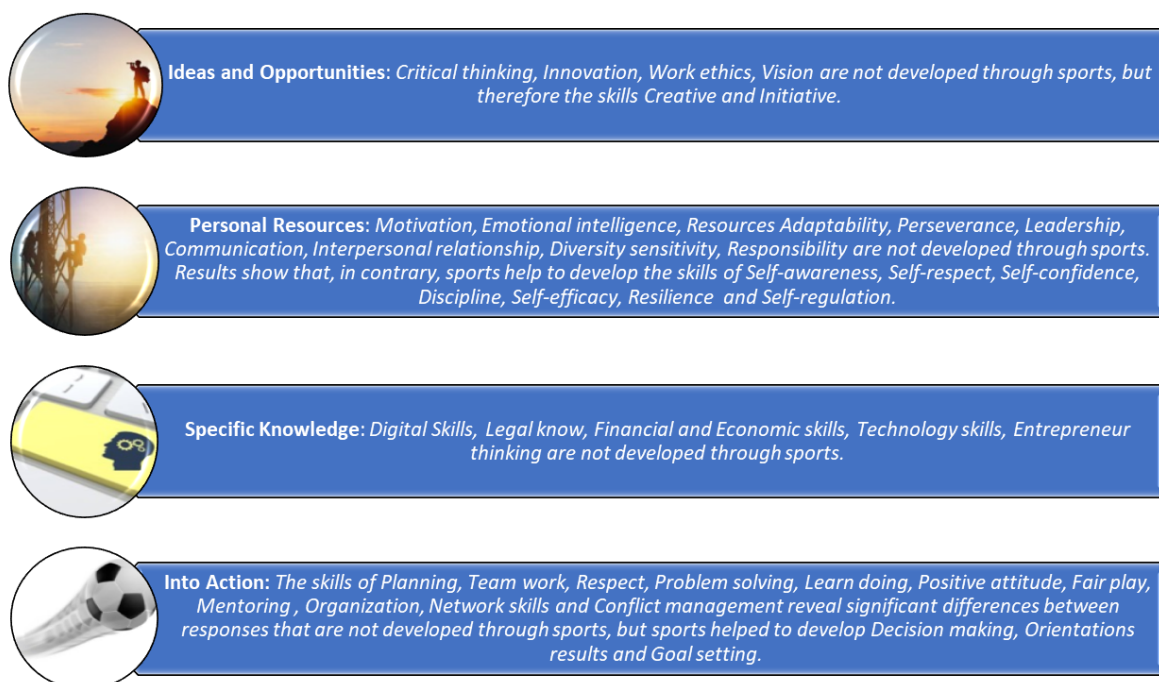 Ideas and Opportunities: Critical thinking, Innovation, Work ethics, Vision are not developed through sports, but
therefore the skills Creative and Initiative.
Personal Resources: Motivation, Emotional intelligence, Resources Adaptability, Perseverance, Leadership,
Communication, Interpersonal relationship, Diversity sensitivity, Responsibility are not developed through sports.
Results show that, in contrary, sports help to develop the skills of Self-awareness, Self-respect, Self-confidence,
Discipline, Self-efficacy, Resilience and Self-regulation.
Specific Knowledge: Digital Skills, Legal know, Financial and Economic skills, Technology skills, Entrepreneur
thinking are not developed through sports.
Into Action: The skills of Planning, Team work, Respect, Problem solving, Learn doing, Positive attitude, Fair play,
Mentoring , Organization, Network skills and Conflict management reveal significant differences between
responses that are not developed through sports, but sports helped to develop Decision making, Orientations
results and Goal setting.